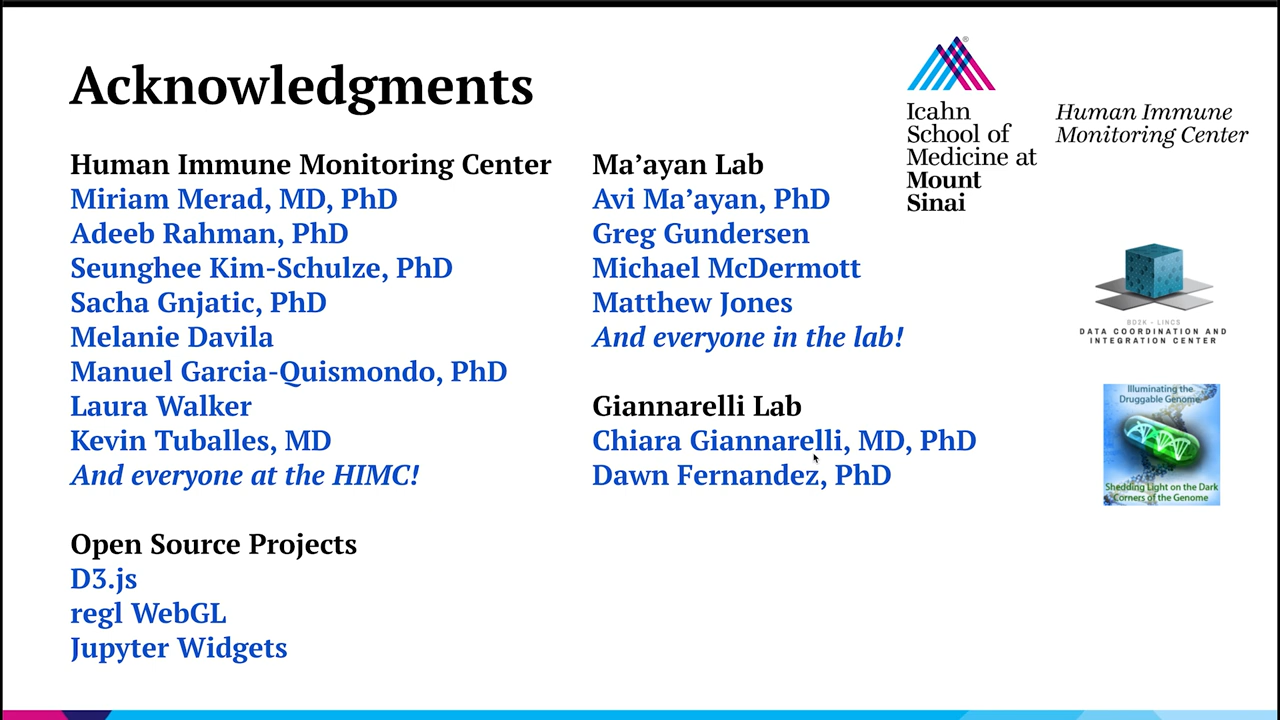 Acknowledgments
Human Immune Monitoring Center
Miriam Merad, MD, PhD
Adeeb Rahman, PhD
Seunghee Kim-Schulze, PhD
Sacha Gnjatic, PhD
Melanie Davila
Manuel Garcia-Quismondo, PhD
Laura Walker
Kevin Tuballes, MD
And everyone at the HIMC!
Open Source Projects
D3.js
regl WebGL
Jupyter Widgets
Ma’ayan Lab
Avi Ma’ayan, PhD
Greg Gundersen
Michael McDermott
Matthew Jones
And everyone in the lab!
Giannarelli Lab
Chiara Giannarelli, MD, PhD
Dawn Fernandez, PhD
®
Icahn
School of
Medicine at
Mount
Sinai
Human Immune
Monitoring Center
BD2K - LINCS
DATA COORDINATION AND
INTEGRATION CENTER
Illuminating the
Druggable Genome
Shedding Light on the Dark
Corners of the Genome